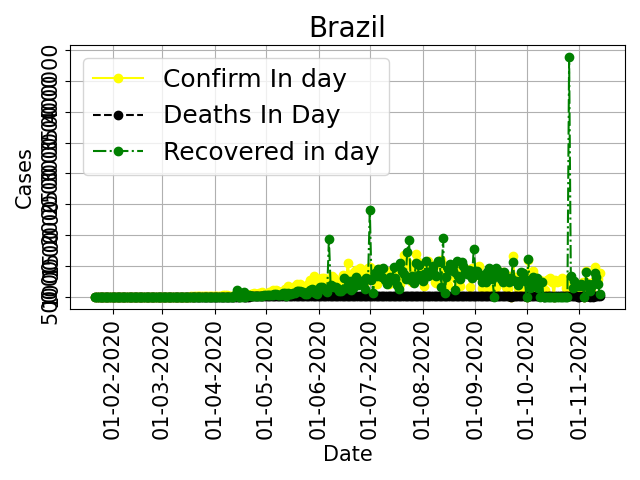 Brazil
Confirm In day
Deaths In Day
Recovered in day
Cases
01-02-2020
01-03-2020
01-04-2020
01-05-2020
01-06-2020
01-07-2020
01-08-2020
01-09-2020
01-10-2020
01-11-2020
Date